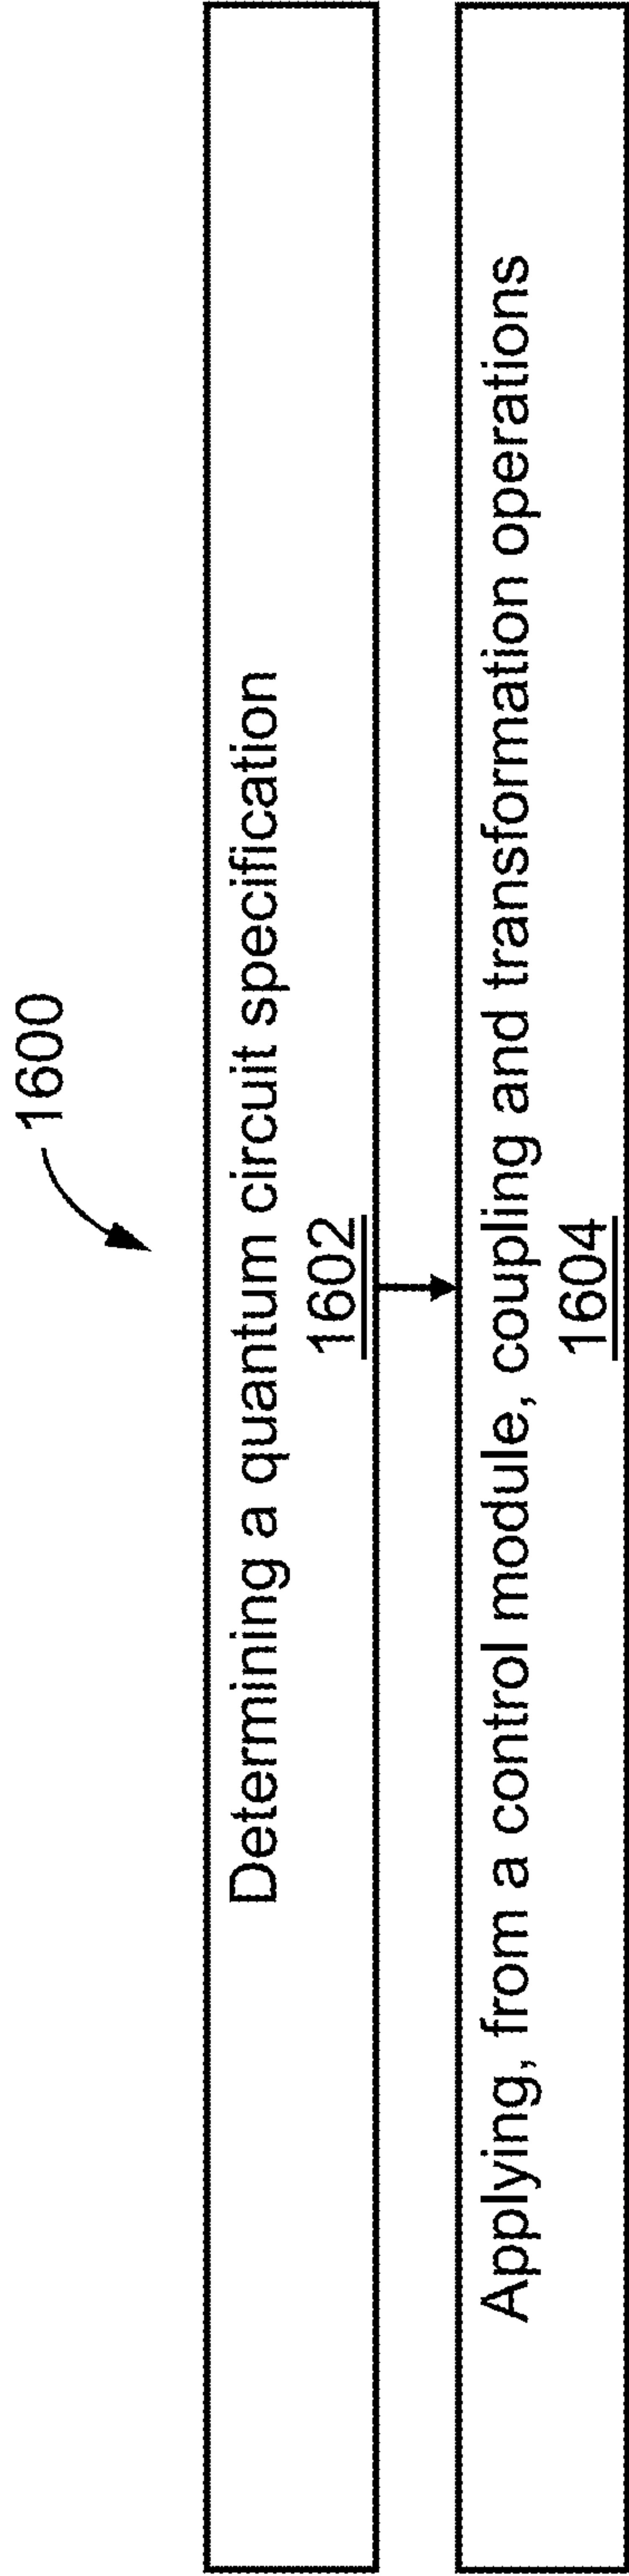 1600
Determining a quantum circuit specification
1602
Applying, from a control module, coupling and transformation operations
1604